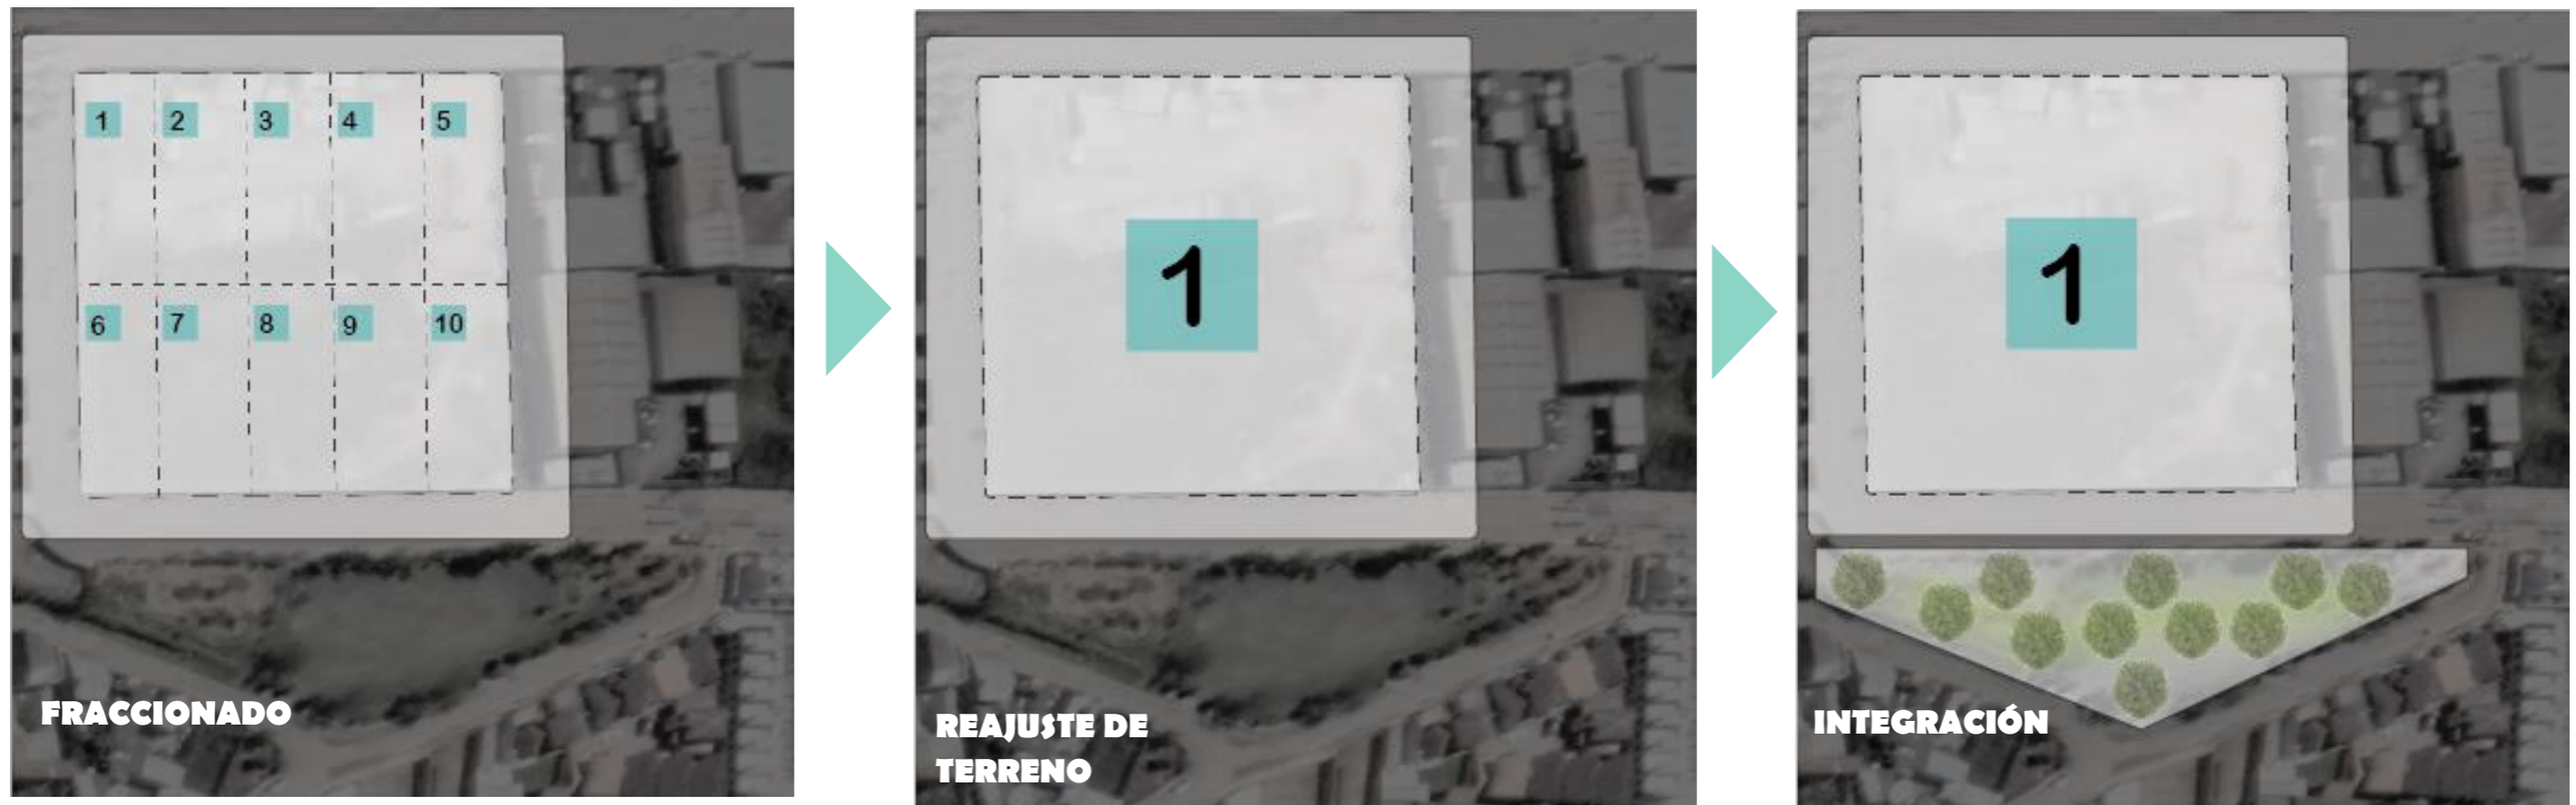 1 2 3 4 5
6 7 8 9 10
FRACCIONADO
1
REAJUSTE DE
TERRENO
1
INTEGRACIÓN